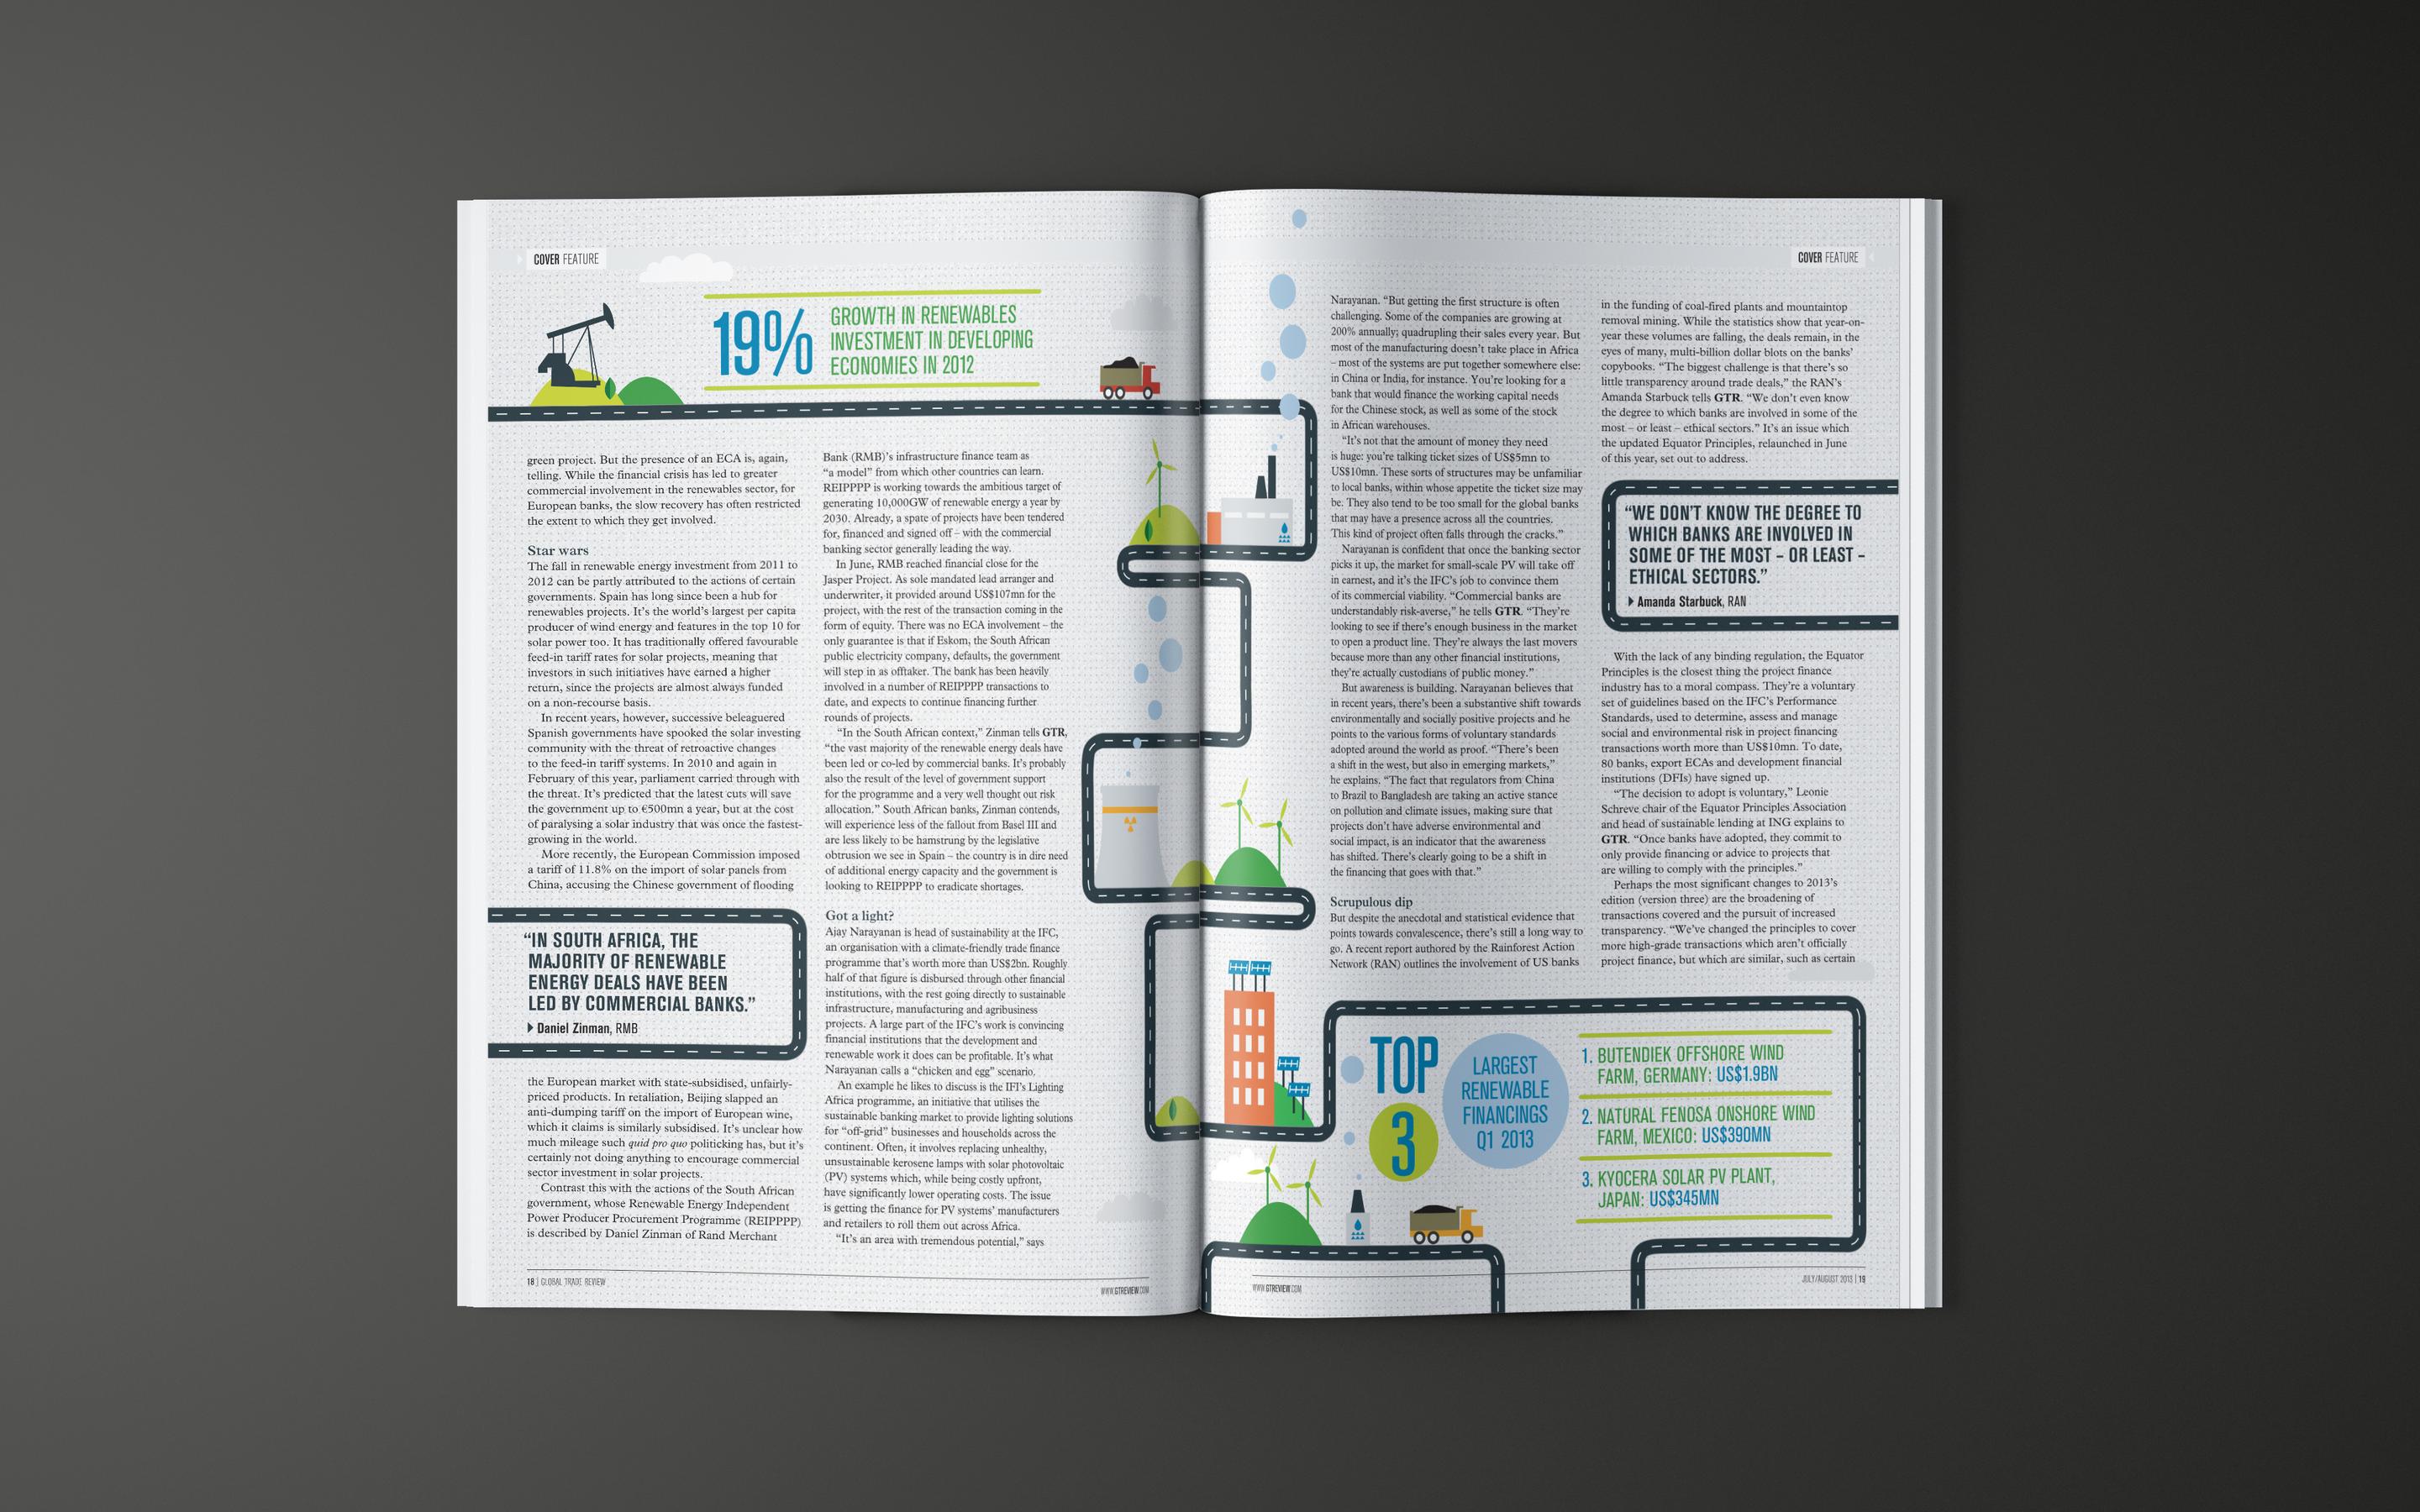 COVER FEATURE
19%
GROWTH IN RENEWABLES
INVESTMENT IN DEVELOPING
ECONOMIES IN 2012
green project. But the presence of an ECA is, again,
telling. While the financial crisis has led to greater
commercial involvement in the renewables sector, for
European banks, the slow recovery has often restricted
the extent to which they get involved.
Star wars
The fall in renewable energy investment from 2011 to
2012 can be partly attributed to the actions of certain
governments. Spain has long since been a hub for
renewables projects. It's the world's largest per capita
producer of wind energy and features in the top 10 for
solar power too. It has traditionally offered favourable
feed-in tariff rates for solar projects, meaning that
investors in such initiatives have earned a higher
return, since the projects are almost always funded
on a non-recourse basis.
In recent years, however, successive beleaguered
Spanish governments have spooked the solar investing
community with the threat of retroactive changes
to the feed-in tariff systems. In 2010 and again in
February of this year, parliament carried through with
the threat. It's predicted that the latest cuts will save
the government up to €500mn a year, but at the cost
of paralysing a solar industry that was once the fastest-
growing in the world.
More recently, the European Commission imposed
a tariff of 11.8% on the import of solar panels from
China, accusing the Chinese government of flooding
"IN SOUTH AFRICA, THE
MAJORITY OF RENEWABLE
ENERGY DEALS HAVE BEEN
LED BY COMMERCIAL BANKS."
Daniel Zinman, RMB
the European market with state-subsidised, unfairly-
priced products. In retaliation, Beijing slapped an
anti-dumping tariff on the import of European wine,
which it claims is similarly subsidised. It's unclear how
much mileage such quid pro quo politicking has, but it's
certainly not doing anything to encourage commercial
sector investment in solar projects.
Contrast this with the actions of the South African
government, whose Renewable Energy Independent
Power Producer Procurement Programme (REIPPPP)
is described by Daniel Zinman of Rand Merchant
Bank (RMB)'s infrastructure finance team as
"a model" from which other countries can learn.
REIPPPP is working towards the ambitious target of
generating 10,000GW of renewable energy a year by
2030. Already, a spate of projects have been tendered
for, financed and signed off – with the commercial
banking sector generally leading the way.
In June, RMB reached financial close for the
Jasper Project. As sole mandated lead arranger and
underwriter, it provided around US$107mn for the
project, with the rest of the transaction coming in the
form of equity. There was no ECA involvement – the
only guarantee is that if Eskom, the South African
public electricity company, defaults, the government
will step in as offtaker. The bank has been heavily
involved in a number of REIPPPP transactions to
date, and expects to continue financing further
rounds of projects.
"In the South African context," Zinman tells GTR,
"the vast majority of the renewable energy deals have
been led or co-led by commercial banks. It's probably
also the result of the level of government support
for the programme and a very well thought out risk
allocation." South African banks, Zinman contends,
will experience less of the fallout from Basel III and
are less likely to be hamstrung by the legislative
obtrusion we see in Spain – the country is in dire need
of additional energy capacity and the government is
looking to REIPPPP to eradicate shortages.
Got a light?
Ajay Narayanan is head of sustainability at the IFC,
an organisation with a climate-friendly trade finance
programme that's worth more than US$2bn. Roughly
half of that figure is disbursed through other financial
institutions, with the rest going directly to sustainable
infrastructure, manufacturing and agribusiness
projects. A large part of the IFC's work is convincing
financial institutions that the development and
renewable work it does can be profitable. It's what
Narayanan calls a "chicken and egg" scenario.
An example he likes to discuss is the IFI's Lighting
Africa programme, an initiative that utilises the
sustainable banking market to provide lighting solutions
for "off-grid" businesses and households across the
continent. Often, it involves replacing unhealthy,
unsustainable kerosene lamps with solar photovoltaic
(PV) systems which, while being costly upfront,
have significantly lower operating costs. The issue
is getting the finance for PV systems' manufacturers
and retailers to roll them out across Africa.
"It's an area with tremendous potential," says
18 | GLOBAL TRADE REVIEW
WWW.GTREVIEW.COM
COVER FEATURE
Narayanan. "But getting the first structure is often
challenging. Some of the companies are growing at
200% annually; quadrupling their sales every year. But
most of the manufacturing doesn't take place in Africa
– most of the systems are put together somewhere else:
in China or India, for instance. You're looking for a
bank that would finance the working capital needs
for the Chinese stock, as well as some of the stock
in African warehouses.
"It's not that the amount of money they need
is huge: you're talking ticket sizes of US$5mn to
US$10mn. These sorts of structures may be unfamiliar
to local banks, within whose appetite the ticket size may
be. They also tend to be too small for the global banks
that may have a presence across all the countries.
This kind of project often falls through the cracks."
Narayanan is confident that once the banking sector
picks it up, the market for small-scale PV will take off
in earnest, and it's the IFC's job to convince them
of its commercial viability. "Commercial banks are
understandably risk-averse," he tells GTR. "They're
looking to see if there's enough business in the market
to open a product line. They're always the last movers
because more than any other financial institutions,
they're actually custodians of public money."
But awareness is building. Narayanan believes that
in recent years, there's been a substantive shift towards
environmentally and socially positive projects and he
points to the various forms of voluntary standards
adopted around the world as proof. "There's been
a shift in the west, but also in emerging markets,"
he explains. "The fact that regulators from China
to Brazil to Bangladesh are taking an active stance
on pollution and climate issues, making sure that
projects don't have adverse environmental and
social impact, is an indicator that the awareness
has shifted. There's clearly going to be a shift in
the financing that goes with that."
Scrupulous dip
But despite the anecdotal and statistical evidence that
points towards convalescence, there's still a long way to
go. A recent report authored by the Rainforest Action
Network (RAN) outlines the involvement of US banks
in the funding of coal-fired plants and mountaintop
removal mining. While the statistics show that year-on-
year these volumes are falling, the deals remain, in the
eyes of many, multi-billion dollar blots on the banks'
copybooks. "The biggest challenge is that there's so
little transparency around trade deals," the RAN's
Amanda Starbuck tells GTR. "We don't even know
the degree to which banks are involved in some of the
most – or least – ethical sectors." It's an issue which
the updated Equator Principles, relaunched in June
of this year, set out to address.
"WE DON'T KNOW THE DEGREE TO
WHICH BANKS ARE INVOLVED IN
SOME OF THE MOST – OR LEAST –
ETHICAL SECTORS."
Amanda Starbuck, RAN
With the lack of any binding regulation, the Equator
Principles is the closest thing the project finance
industry has to a moral compass. They're a voluntary
set of guidelines based on the IFC's Performance
Standards, used to determine, assess and manage
social and environmental risk in project financing
transactions worth more than US$10mn. To date,
80 banks, export ECAs and development financial
institutions (DFIs) have signed up.
"The decision to adopt is voluntary," Leonie
Schreve chair of the Equator Principles Association
and head of sustainable lending at ING explains to
GTR. "Once banks have adopted, they commit to
only provide financing or advice to projects that
are willing to comply with the principles."
Perhaps the most significant changes to 2013's
edition (version three) are the broadening of
transactions covered and the pursuit of increased
transparency. "We've changed the principles to cover
more high-grade transactions which aren't officially
project finance, but which are similar, such as certain
TOP
3
LARGEST
RENEWABLE
FINANCINGS
Q1 2013
1. BUTENDIEK OFFSHORE WIND
FARM, GERMANY: US$1.9BN
2. NATURAL FENOSA ONSHORE WIND
FARM, MEXICO: US$390MN
3. KYOCERA SOLAR PV PLANT,
JAPAN: US$345MN
WWW.GTREVIEW.COM
JULY/AUGUST 2013 | 19